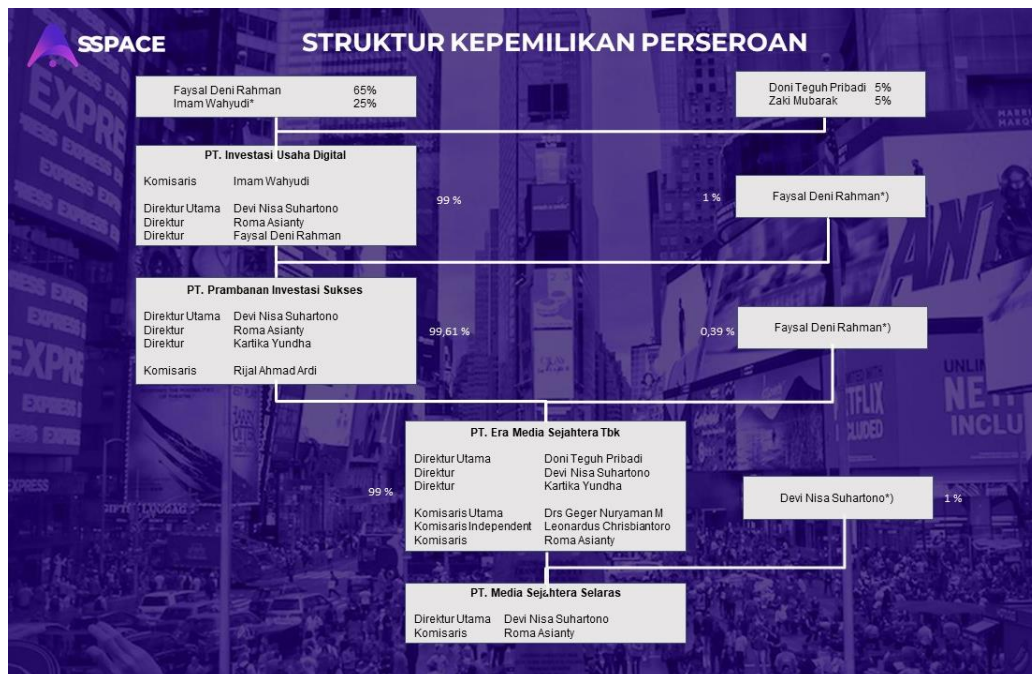 SSPACE
STRUKTUR KEPEMILIKAN PERSEROAN
Faysal Deni Rahman 65%
Imam Wahyudi* 25%
Doni Teguh Pribadi 5%
Zaki Mubarak 5%
PT. Investasi Usaha Digital
Komisaris Imam Wahyudi
Direktur Utama Devi Nisa Suhartono
Direktur Roma Asianty
Direktur Faysal Deni Rahman
99 %
1 %
Faysal Deni Rahman*)
PT. Prambanan Investasi Sukses
Direktur Utama Devi Nisa Suhartono
Direktur Roma Asianty
Direktur Kartika Yundha
Komisaris Rijal Ahmad Ardi
99,61 %
0,39 %
Faysal Deni Rahman*)
PT. Era Media Sejahtera Tbk
Direktur Utama Doni Teguh Pribadi
Direktur Devi Nisa Suhartono
Direktur Kartika Yundha
Komisaris Utama Drs Geger Nuryaman M
Komisaris Independent Leonardus Chrisbiantoro
Komisaris Roma Asianty
99 %
Devi Nisa Suhartono*)
1 %
PT. Media Sejahtera Selaras
Direktur Utama Devi Nisa Suhartono
Komisaris Roma Asianty
EXPRESS
NETFLIX
INCLUDED
UNLIM
NE
INCLU